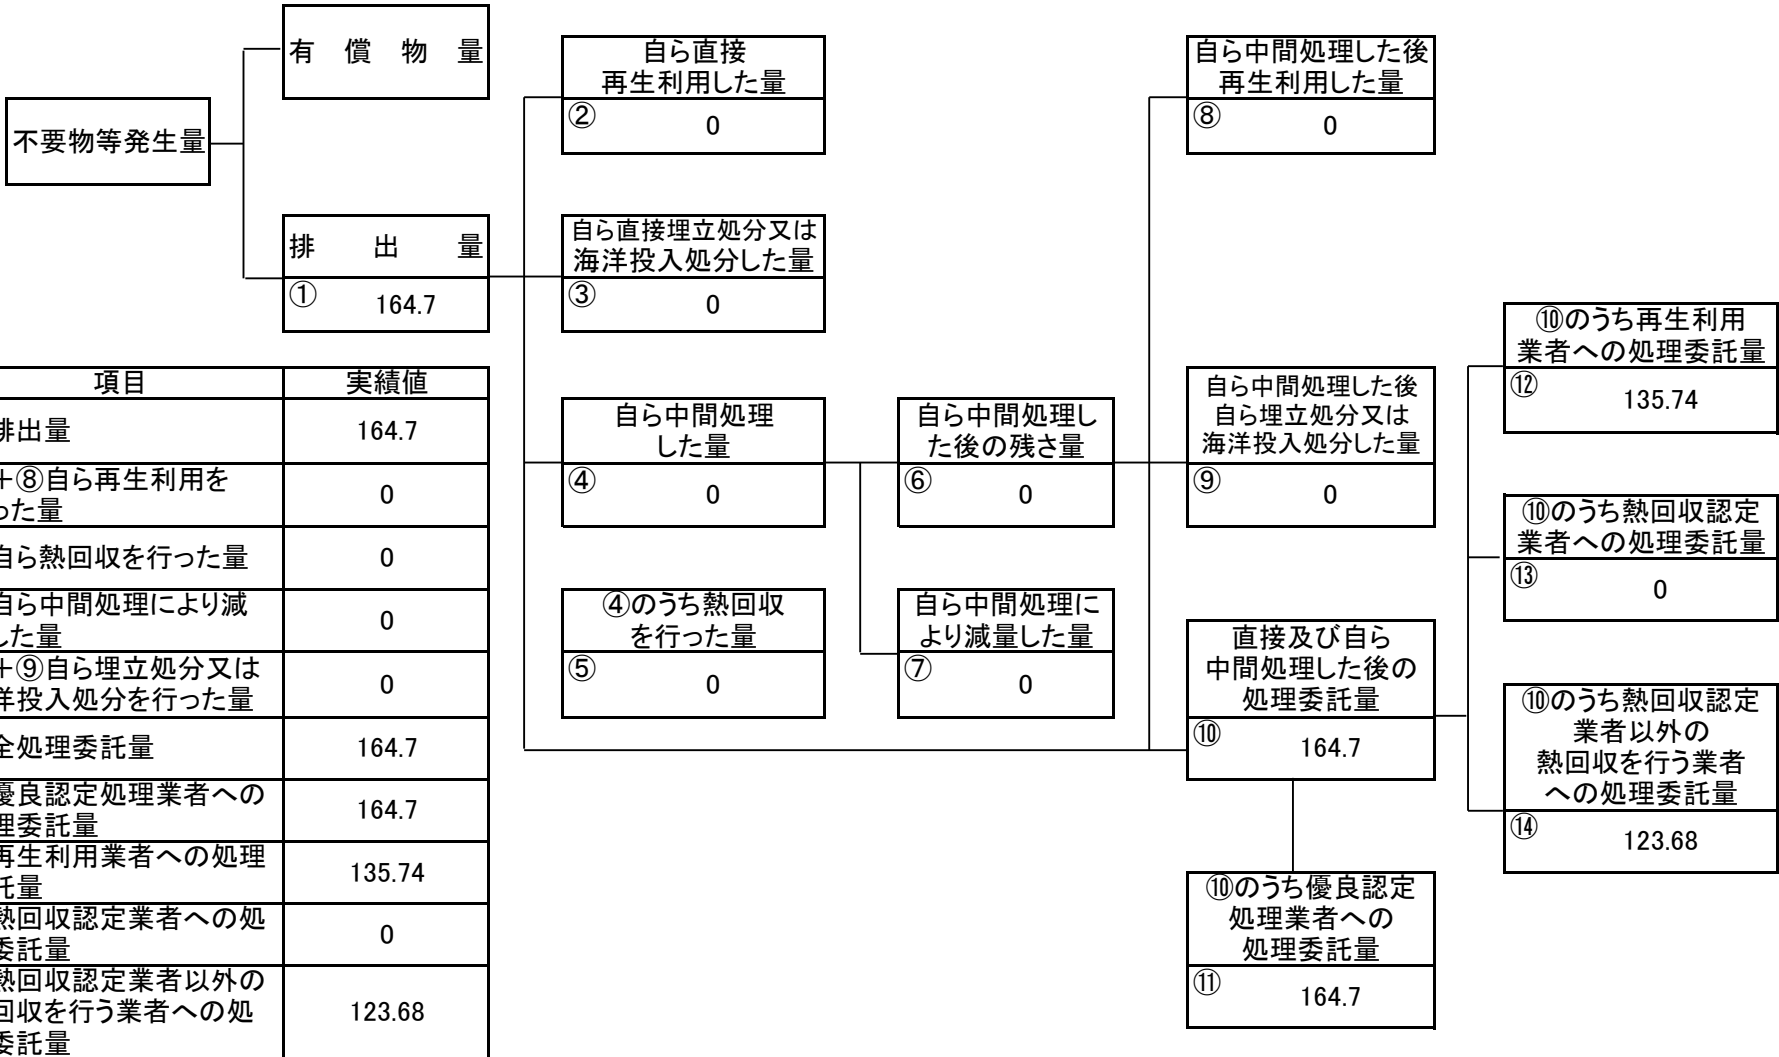 有償物量
不要物等発生量
排出量
①
164.7
自ら直接
再生利用した量
②
0
自ら直接埋立処分又は
海洋投入処分した量
③
0
自ら中間処理
した量
④
0
④のうち熱回収
を行った量
⑤
0
自ら中間処理し
た後の残さ量
⑥
0
自ら中間処理に
より減量した量
⑦
0
自ら中間処理した後
再生利用した量
⑧
0
自ら中間処理した後
自ら埋立処分又は
海洋投入処分した量
⑨
0
直接及び自ら
中間処理した後の
処理委託量
⑩
164.7
⑩のうち優良認定
処理業者への
処理委託量
⑪
164.7
⑩のうち再生利用
業者への処理委託量
⑫
135.74
⑩のうち熱回収認定
業者への処理委託量
⑬
0
⑩のうち熱回収認定
業者以外の
熱回収を行う業者
への処理委託量
⑭
123.68
項目 実績値
排出量
164.7
+⑧自ら再生利用を
った量
0
自ら熱回収を行った量
0
自ら中間処理により減
した量
0
+⑨自ら埋立処分又は
洋投入処分を行った量
0
全処理委託量
164.7
優良認定処理業者への
理委託量
164.7
再生利用業者への処理
託量
135.74
熱回収認定業者への処
委託量
0
熱回収認定業者以外の
回収を行う業者への処
委託量
123.68